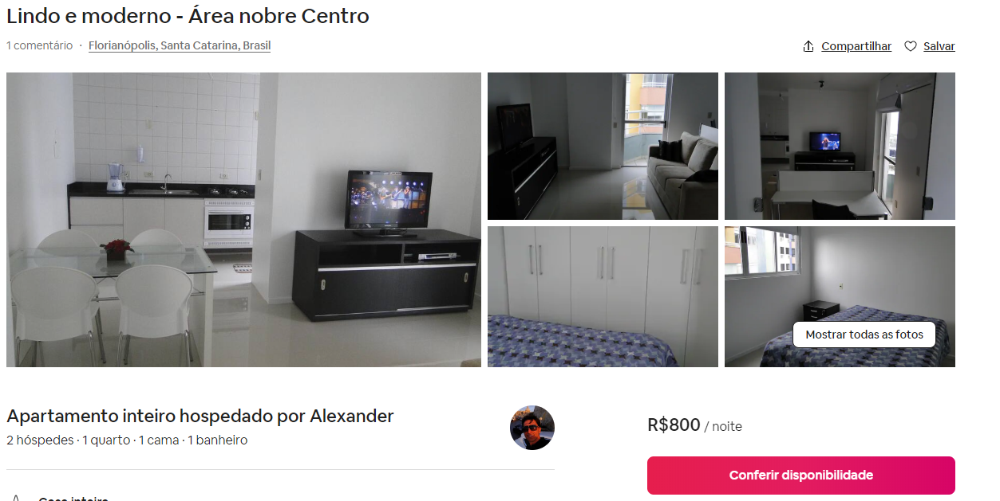 Lindo e moderno - Área nobre Centro
1 comentário · Florianópolis, Santa Catarina, Brasil
Compartilhar Salvar
Mostrar todas as fotos
Apartamento inteiro hospedado por Alexander
2 hóspedes · 1 quarto · 1 cama · 1 banheiro
R$800 / noite
Conferir disponibilidade
Casa inteira